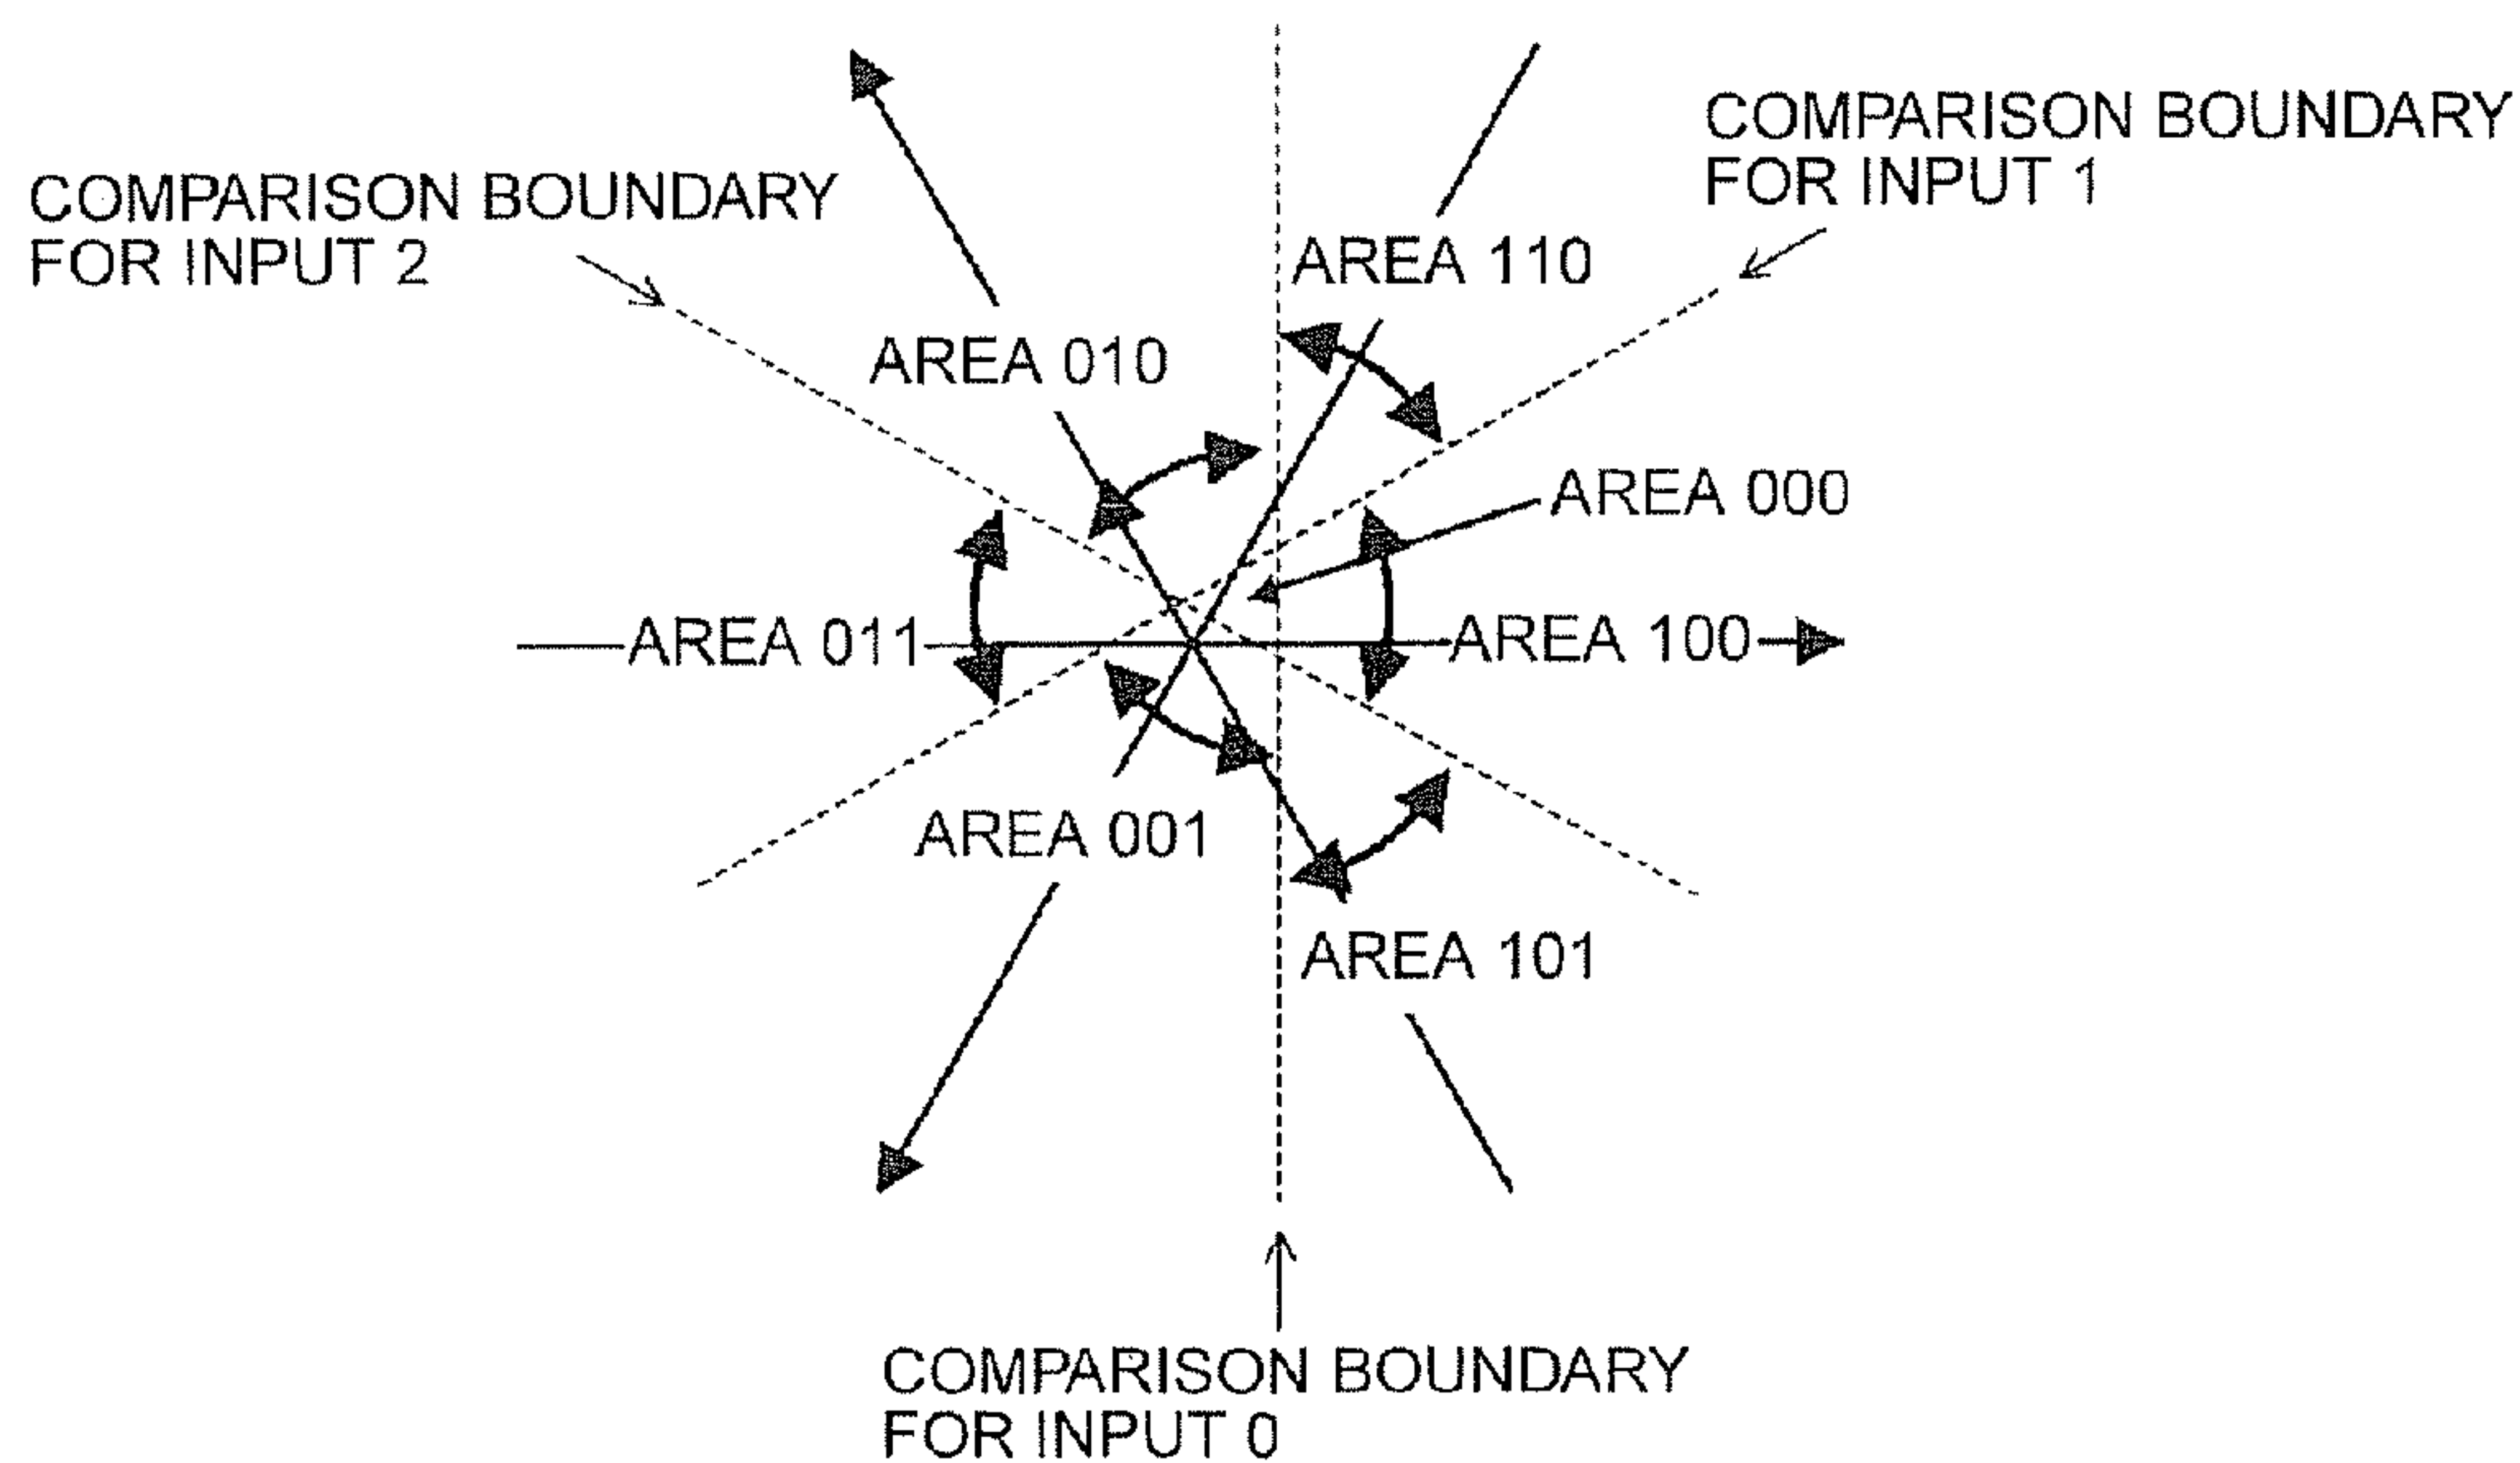 COMPARISON BOUNDARY
FOR INPUT 1
COMPARISON BOUNDARY
FOR INPUT 2
AREA 110
AREA 010
AREA 000
AREA 011
AREA 100
AREA 001
AREA 101
COMPARISON BOUNDARY
FOR INPUT 0